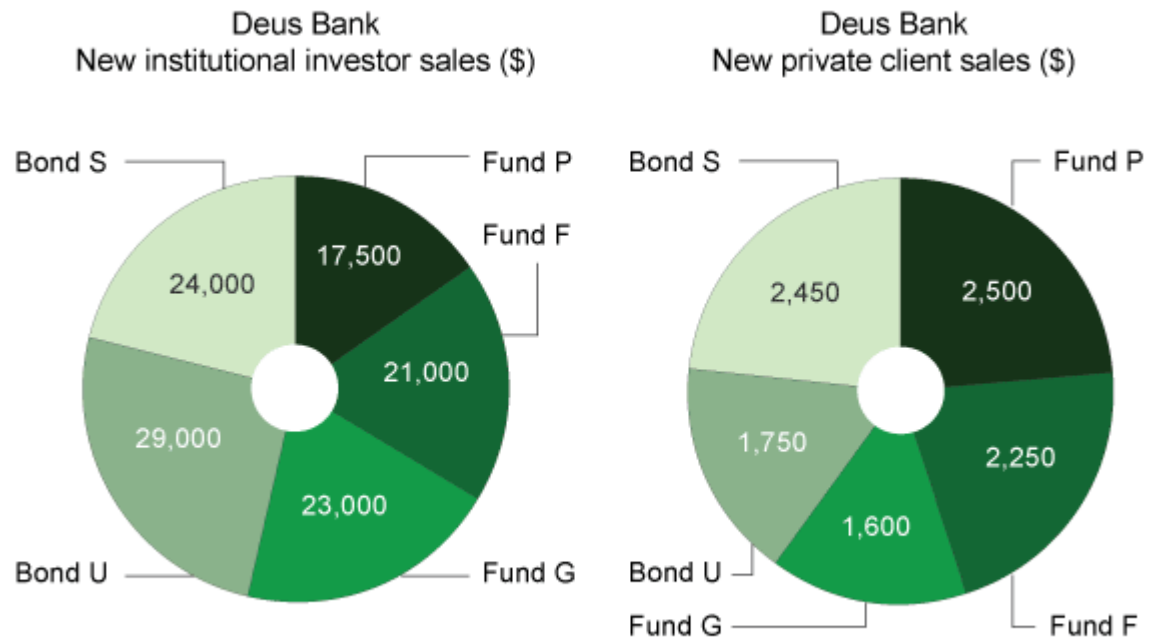 Deus Bank
New institutional investor sales ($)
Bond S
Fund P
Fund F
17,500
24,000
21,000
29,000
23,000
Bond U
Fund G
Deus Bank
New private client sales ($)
Bond S
Fund P
2,450
2,500
1,750
2,250
1,600
Bond U
Fund G
Fund F